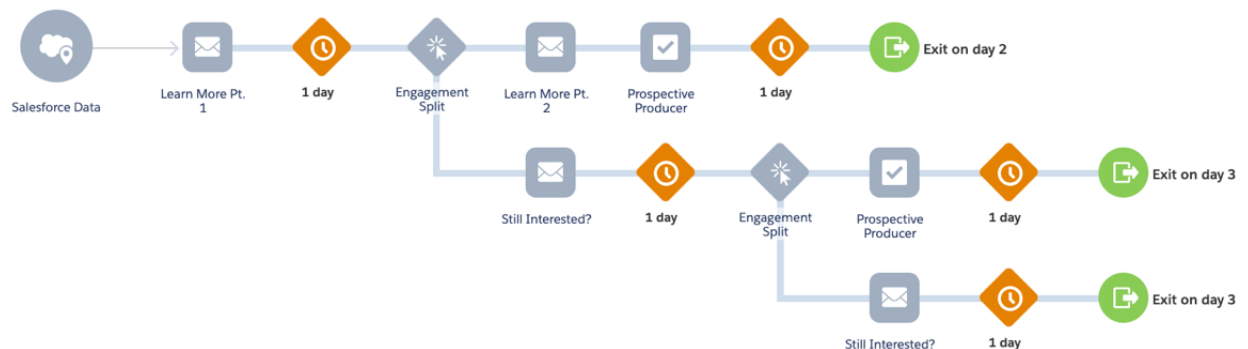 Exit on day 2
Salesforce Data
Learn More Pt.
1
1 day
Engagement
Split
Learn More Pt.
2
Prospective
Producer
1 day
Exit on day 3
Still Interested?
1 day
Engagement
Split
Prospective
Producer
1 day
Exit on day 3
Still Interested?
1 day